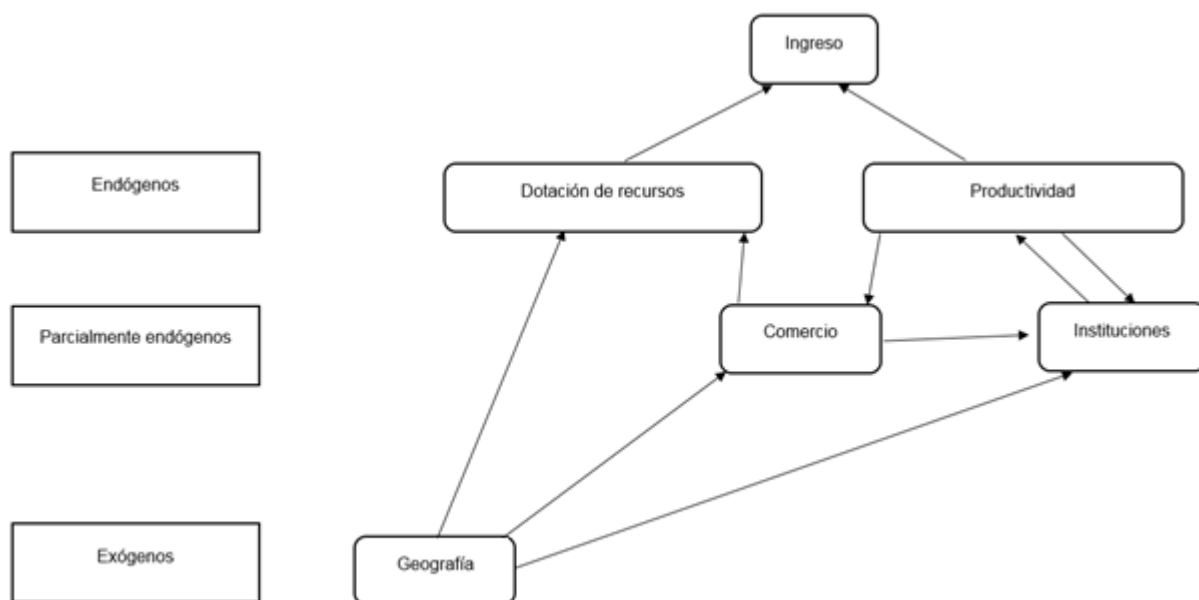 Ingreso
Endógenos
Dotación de recursos
Productividad
Parcialmente endógenos
Comercio
Instituciones
Exógenos
Geografía